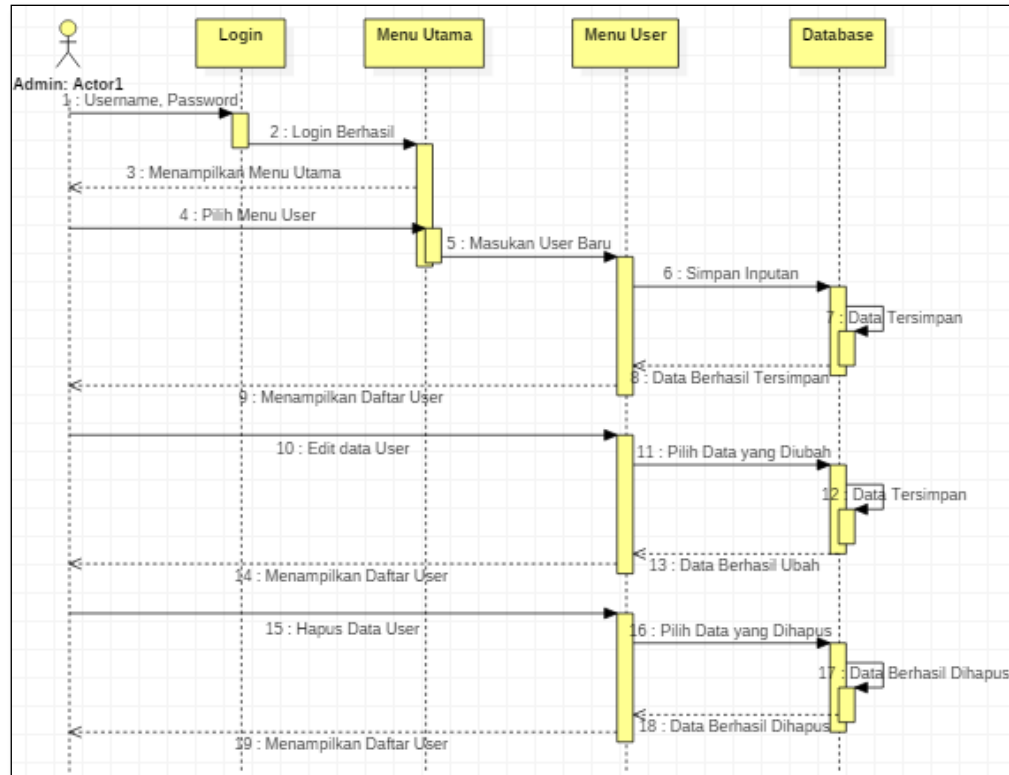 Login
Menu Utama
Menu User
Database
Admin: Actor1
1 : Username, Password
2 : Login Berhasil
3 : Menampilkan Menu Utama
4 : Pilih Menu User
5 : Masukan User Baru
6 : Simpan Inputan
7 : Data Tersimpan
8 : Data Berhasil Tersimpan
9 : Menampilkan Daftar User
10 : Edit data User
11 : Pilih Data yang Diubah
12 : Data Tersimpan
13 : Data Berhasil Ubah
14 : Menampilkan Daftar User
15 : Hapus Data User
16 : Pilih Data yang Dihapus
17 : Data Berhasil Dihapus
18 : Data Berhasil Dihapus
19 : Menampilkan Daftar User